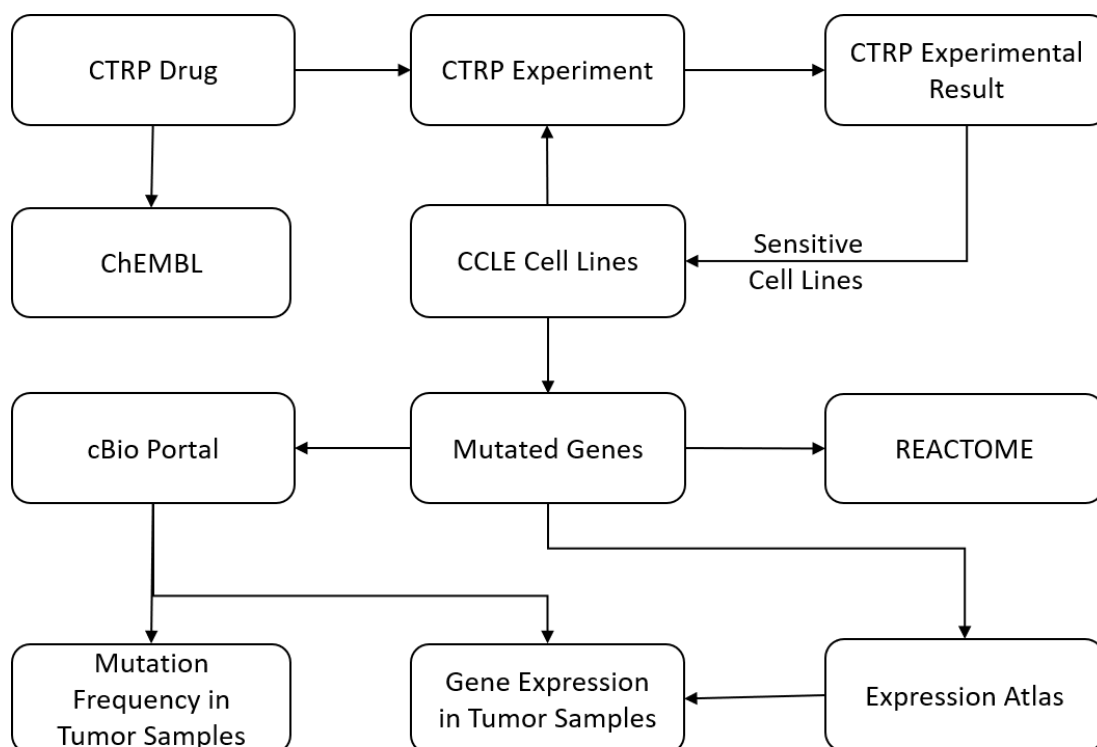 CTRP Drug
CTRP Experiment
CTRP Experimental
Result
ChEMBL
CCLE Cell Lines
Sensitive
Cell Lines
cBio Portal
Mutated Genes
REACTOME
Mutation
Frequency in
Tumor Samples
Gene Expression
in Tumor Samples
Expression Atlas